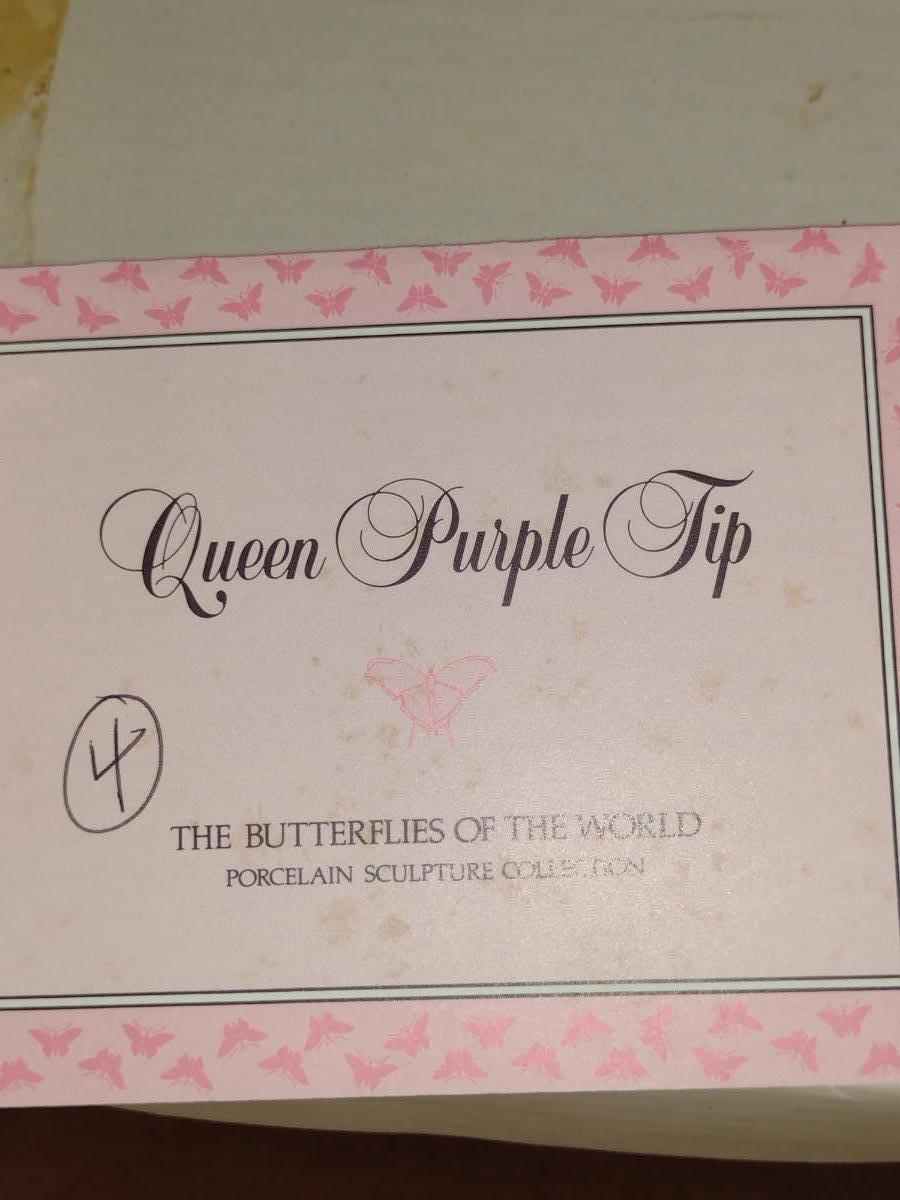 Queen Purple Tip
4
THE BUTTERFLIES OF THE WORLD
PORCELAIN SCULPTURE COLLECTION